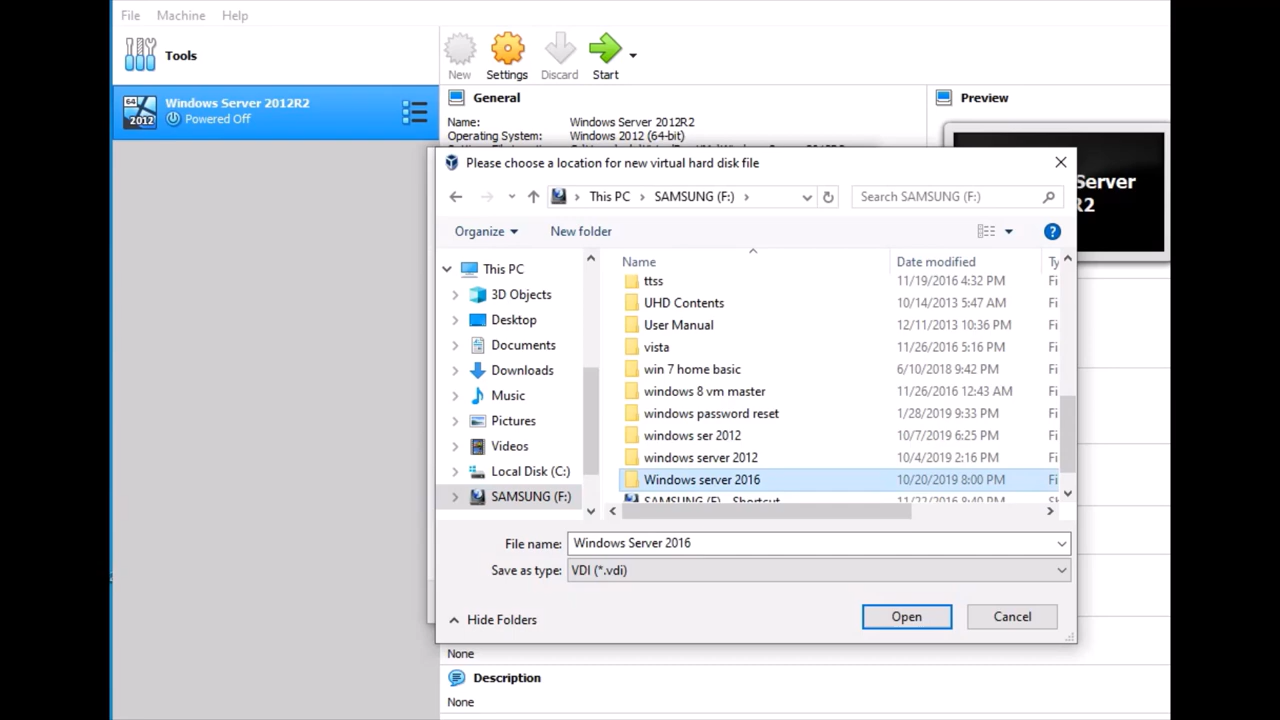 File Machine Help
Tools
New Settings Discard Start
64
2012
Windows Server 2012R2
Powered Off
General
Name: Windows Server 2012R2
Operating System: Windows 2012 (64-bit)
Preview
Server
R2
Please choose a location for new virtual hard disk file
This PC > SAMSUNG (F:) >
Search SAMSUNG (F:)
Organize New folder
?
This PC
3D Objects
Desktop
Documents
Downloads
Music
Pictures
Videos
Local Disk (C:)
SAMSUNG (F:)
Name Date modified Ty
ttss 11/19/2016 4:32 PM Fi
UHD Contents 10/14/2013 5:47 AM Fi
User Manual 12/11/2013 10:36 PM Fi
vista 11/26/2016 5:16 PM Fi
win 7 home basic 6/10/2018 9:42 PM Fi
windows 8 vm master 11/26/2016 12:43 AM Fi
windows password reset 1/28/2019 9:33 PM Fi
windows ser 2012 10/7/2019 6:25 PM Fi
windows server 2012 10/4/2019 2:16 PM Fi
Windows server 2016 10/20/2019 8:00 PM Fi
SAMSUNG (F) - Shortcut 11/22/2016 8:40 PM
File name: Windows Server 2016
Save as type: VDI (*.vdi)
Hide Folders
Open Cancel
None
Description
None